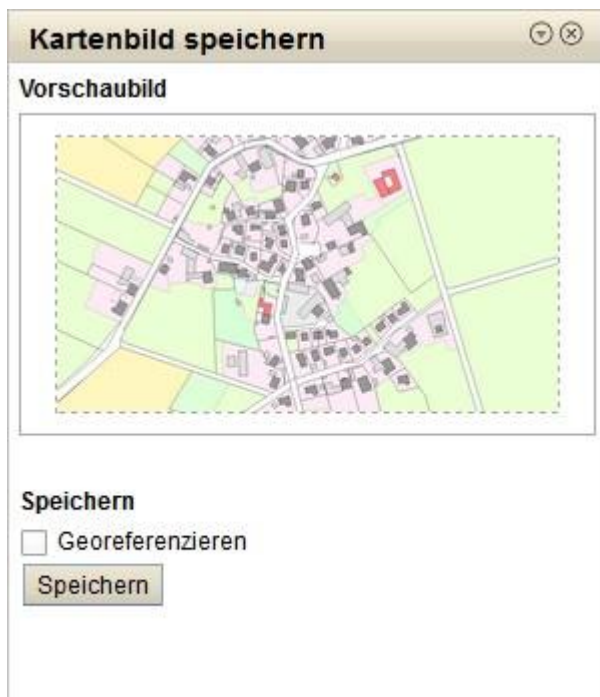 Kartenbild speichern
Vorschaubild
Speichern
Georeferenzieren
Speichern